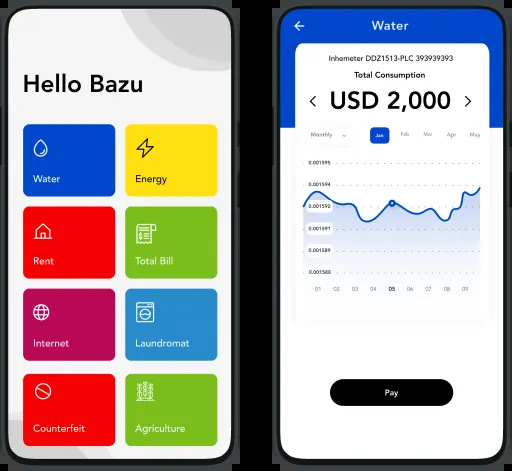 Hello Bazu
Water
Energy
Rent
Total Bill
Internet
Laundromat
Counterfeit
Agriculture
Water
Inhemeter DDZ1513-PLC 393939393
Total Consumption
USD 2,000
Monthly
Jan
Feb
Mar
Apr
May
0.001595
0.001594
0.001592
0.001591
0.001589
0.001588
01 02 03 04 05 06 07 08 09
Pay